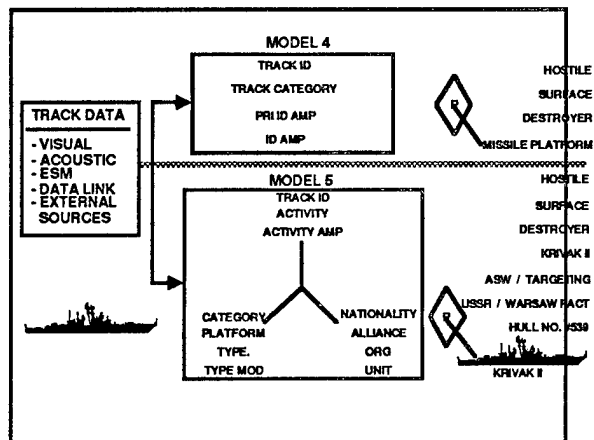 MODEL 4
TRACK ID
TRACK CATEGORY
PRI ID AMP
ID AMP
HOSTILE
SURFACE
DESTROYER
MISSILE PLATFORM
TRACK DATA
- VISUAL
- ACOUSTIC
- ESM
- DATA LINK
- EXTERNAL
SOURCES
MODEL 5
TRACK ID
ACTIVITY
ACTIVITY AMP
CATEGORY
PLATFORM
TYPE.
TYPE MOD
NATIONALITY
ALLIANCE
ORG
UNIT
HOSTILE
SURFACE
DESTROYER
KRIVAK II
ASW / TARGETING
USSR / WARSAW PACT
HULL NO. #539
KRIVAK II